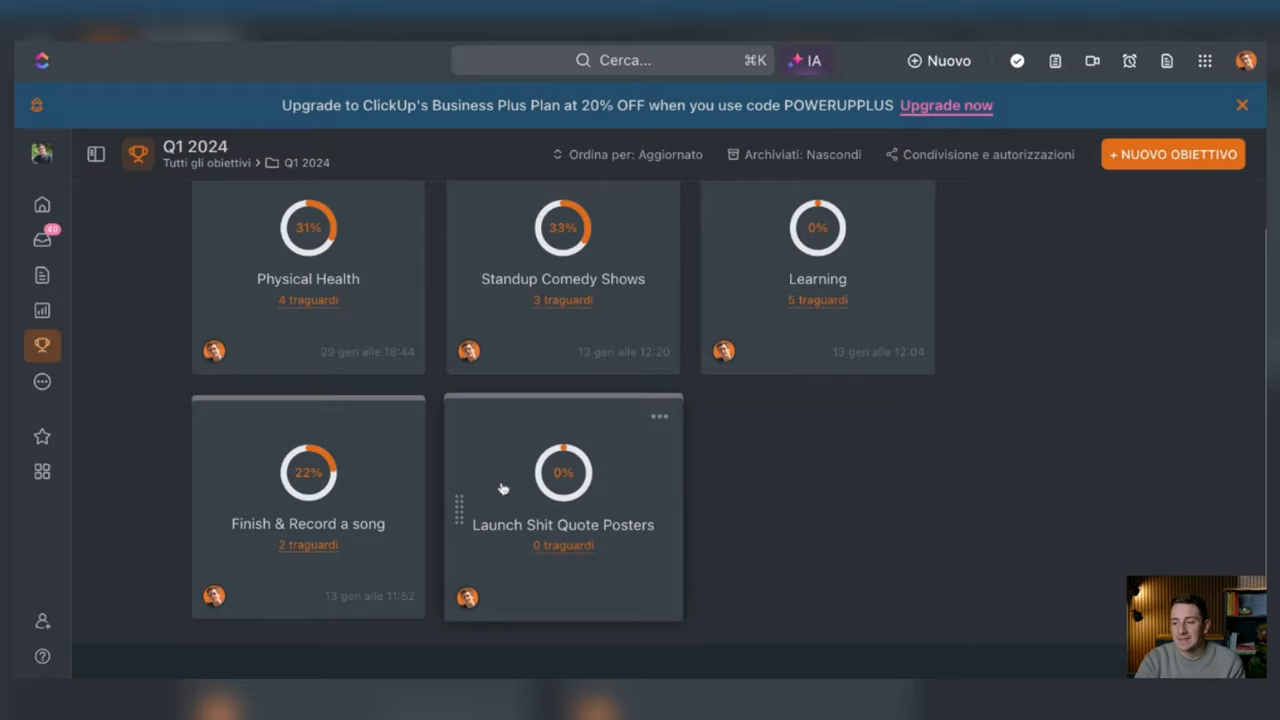 Cerca... ⌘K
IA
Nuovo
Upgrade to ClickUp's Business Plus Plan at 20% OFF when you use code POWERUPPLUS Upgrade now
Q1 2024
Tutti gli obiettivi > Q1 2024
Ordina per: Aggiornato
Archiviati: Nascondi
Condivisione e autorizzazioni
+ NUOVO OBIETTIVO
40
31%
Physical Health
4 traguardi
29 gen alle 18:44
33%
Standup Comedy Shows
3 traguardi
13 gen alle 12:20
0%
Learning
5 traguardi
13 gen alle 12:04
22%
Finish & Record a song
2 traguardi
13 gen alle 11:52
0%
Launch Shit Quote Posters
0 traguardi